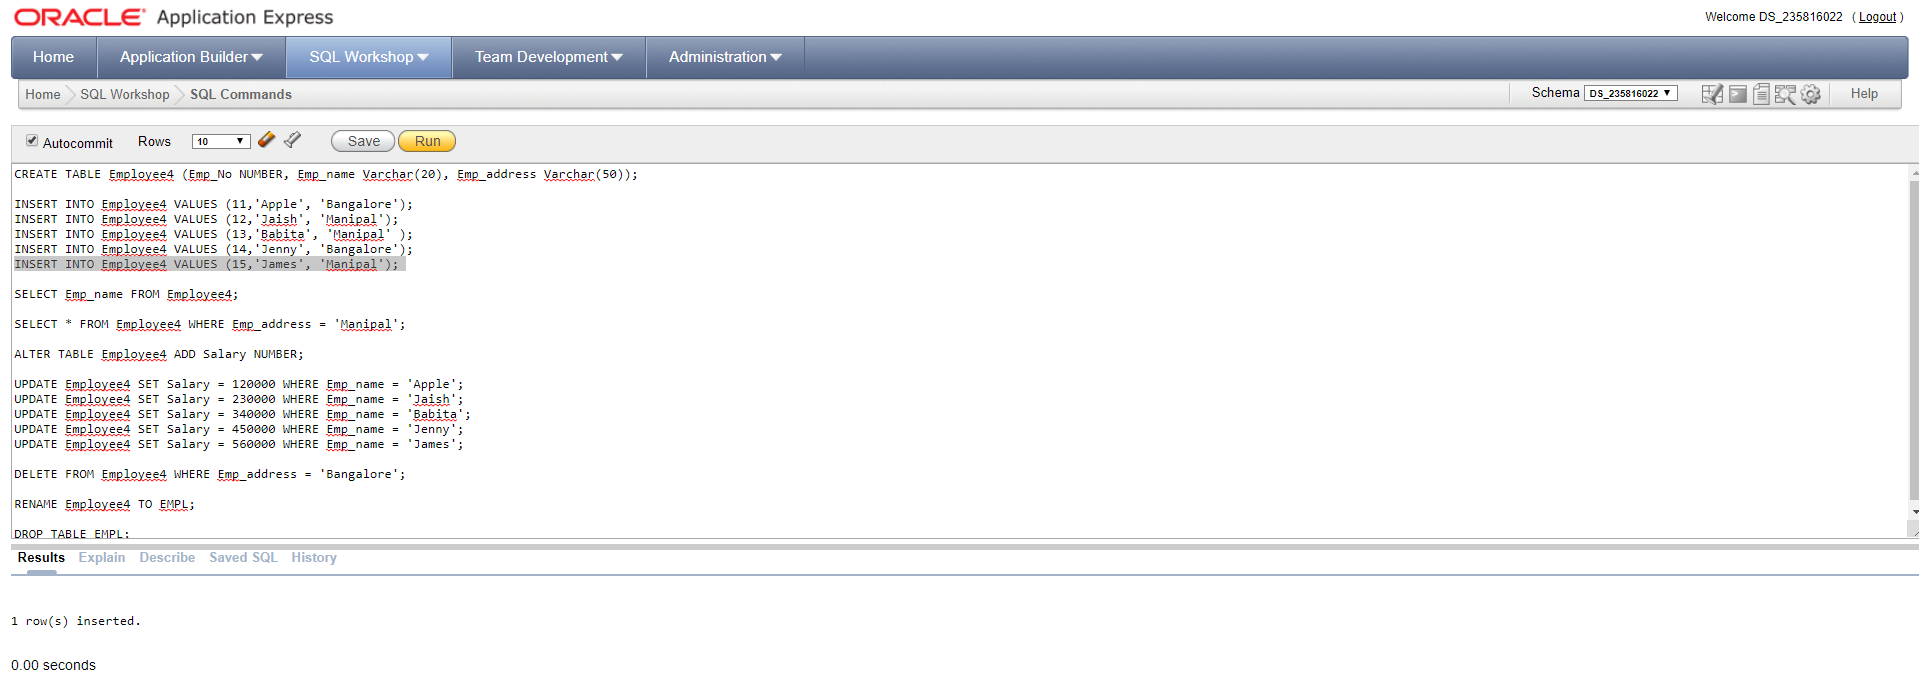 ORACLE Application Express
Welcome DS_235816022 ( Logout )
Home Application Builder SQL Workshop Team Development Administration
Home SQL Workshop SQL Commands Schema DS_235816022 Help
Autocommit Rows 10 Save Run
CREATE TABLE Employee4 (Emp_No NUMBER, Emp_name Varchar(20), Emp_address Varchar(50));
INSERT INTO Employee4 VALUES (11,'Apple', 'Bangalore');
INSERT INTO Employee4 VALUES (12,'Jaish', 'Manipal');
INSERT INTO Employee4 VALUES (13,'Babita', 'Manipal' );
INSERT INTO Employee4 VALUES (14,'Jenny', 'Bangalore');
INSERT INTO Employee4 VALUES (15,'James', 'Manipal');
SELECT Emp_name FROM Employee4;
SELECT * FROM Employee4 WHERE Emp_address = 'Manipal';
ALTER TABLE Employee4 ADD Salary NUMBER;
UPDATE Employee4 SET Salary = 120000 WHERE Emp_name = 'Apple';
UPDATE Employee4 SET Salary = 230000 WHERE Emp_name = 'Jaish';
UPDATE Employee4 SET Salary = 340000 WHERE Emp_name = 'Babita';
UPDATE Employee4 SET Salary = 450000 WHERE Emp_name = 'Jenny';
UPDATE Employee4 SET Salary = 560000 WHERE Emp_name = 'James';
DELETE FROM Employee4 WHERE Emp_address = 'Bangalore';
RENAME Employee4 TO EMPL;
DROP TABLE EMPL;
Results Explain Describe Saved SQL History
1 row(s) inserted.
0.00 seconds